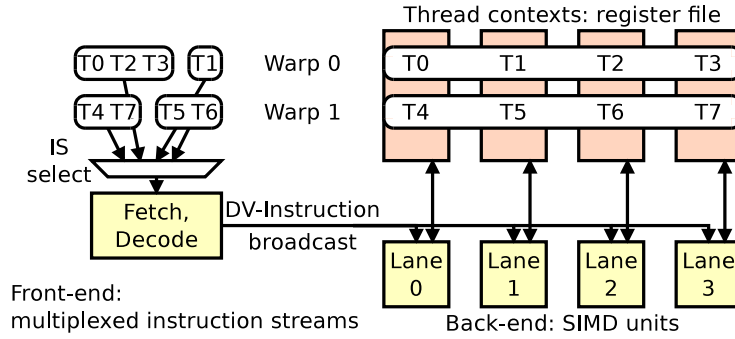 Thread contexts: register file
T0 T2 T3 T1 Warp 0 T0 T1 T2 T3
T4 T7 T5 T6 Warp 1 T4 T5 T6 T7
IS
select
Fetch,
Decode
DV-Instruction
broadcast
Lane
0
Lane
1
Lane
2
Lane
3
Front-end:
multiplexed instruction streams
Back-end: SIMD units